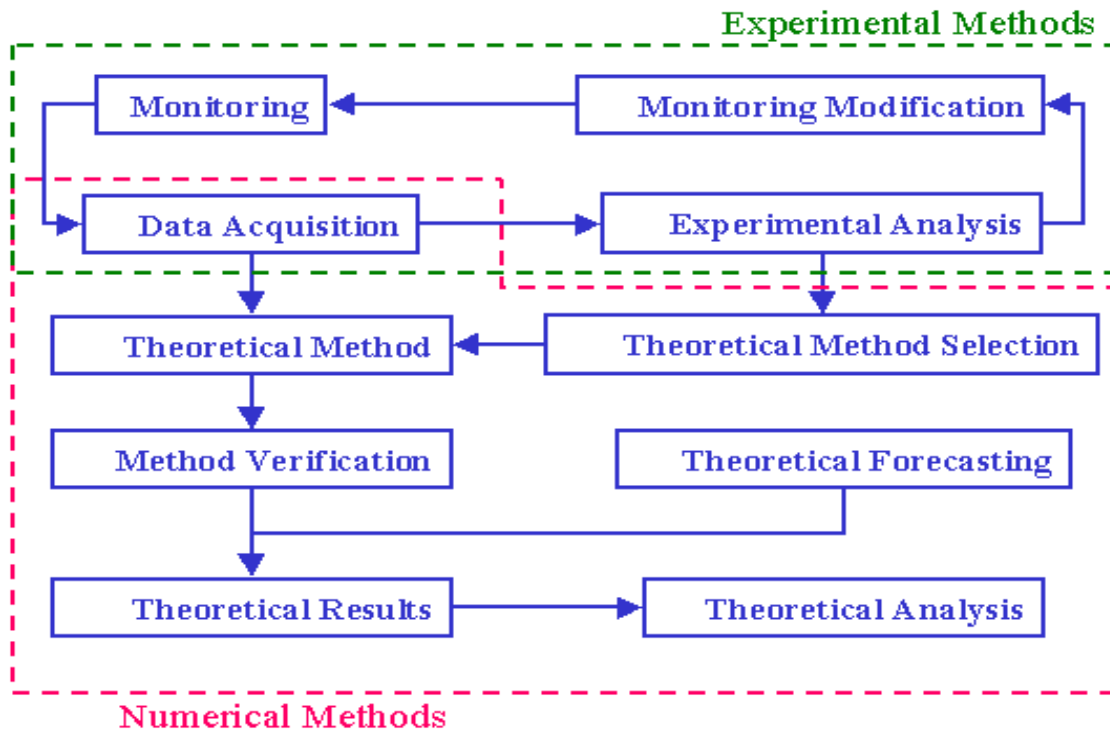 Experimental Methods
Monitoring
Monitoring Modification
Data Acquisition
Experimental Analysis
Theoretical Method
Theoretical Method Selection
Method Verification
Theoretical Forecasting
Theoretical Results
Theoretical Analysis
Numerical Methods